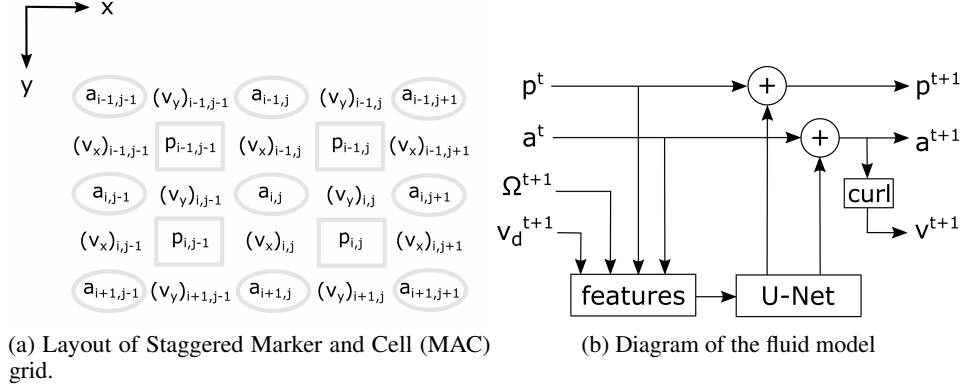 x
y
a_{i-1,j-1} (v_y)_{i-1,j-1} a_{i-1,j} (v_y)_{i-1,j} a_{i-1,j+1}
(v_x)_{i-1,j-1} p_{i-1,j-1} (v_x)_{i-1,j} p_{i-1,j} (v_x)_{i-1,j+1}
a_{i,j-1} (v_y)_{i,j-1} a_{i,j} (v_y)_{i,j} a_{i,j+1}
(v_x)_{i,j-1} p_{i,j-1} (v_x)_{i,j} p_{i,j} (v_x)_{i,j+1}
a_{i+1,j-1} (v_y)_{i+1,j-1} a_{i+1,j} (v_y)_{i+1,j} a_{i+1,j+1}
(a) Layout of Staggered Marker and Cell (MAC)
grid.
p^t + p^{t+1}
a^t + a^{t+1}
Ω^{t+1} curl
v_d^{t+1} v^{t+1}
features U-Net
(b) Diagram of the fluid model